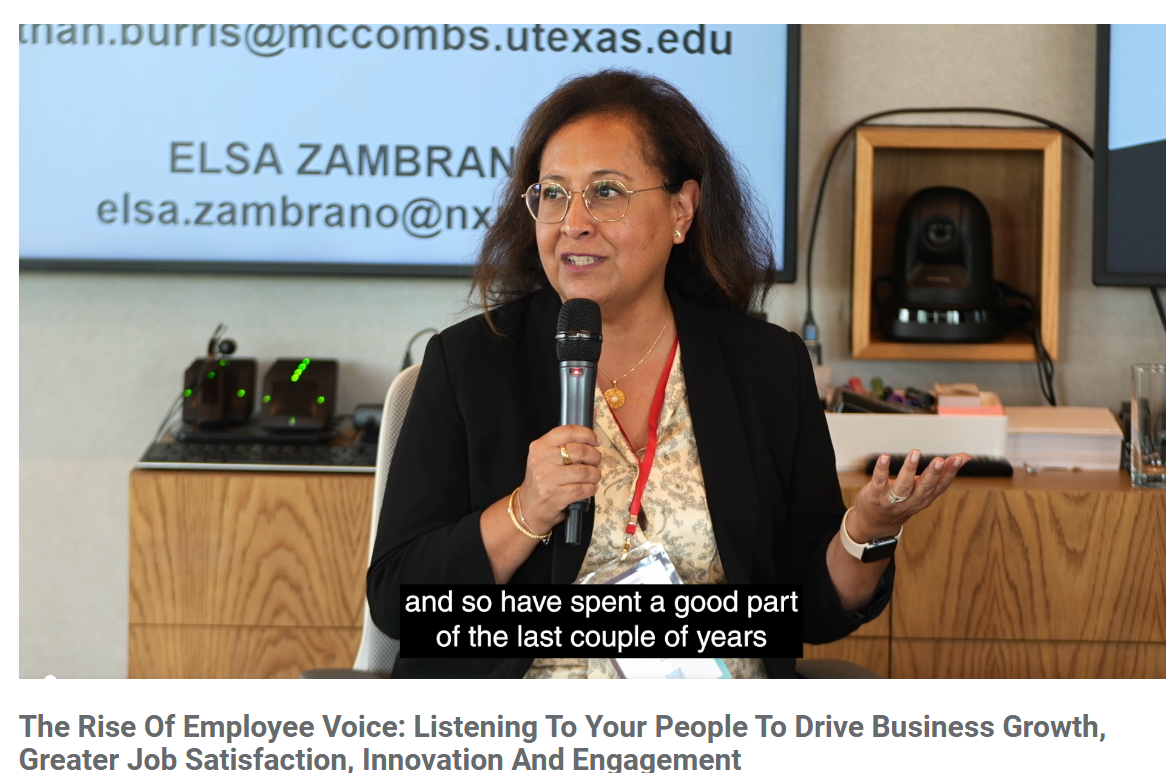 than.burris@mccombs.utexas.edu
ELSA ZAMBRAN
elsa.zambrano@nx
and so have spent a good part
of the last couple of years
The Rise Of Employee Voice: Listening To Your People To Drive Business Growth,
Greater Job Satisfaction, Innovation And Engagement